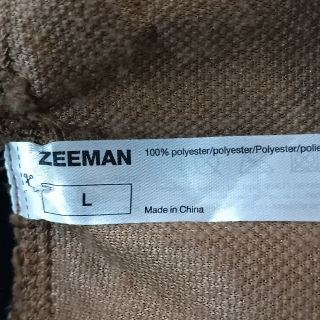 ZEEMAN
100% polyester/polyester/Polyester/polie
L
Made in China